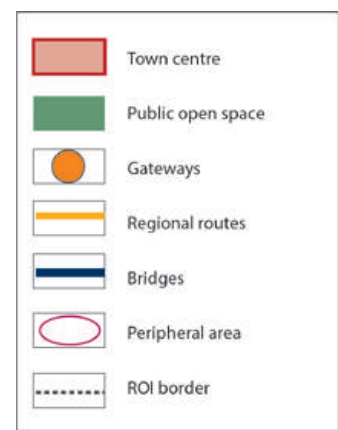 Town centre
Public open space
Gateways
Regional routes
Bridges
Peripheral area
ROI border